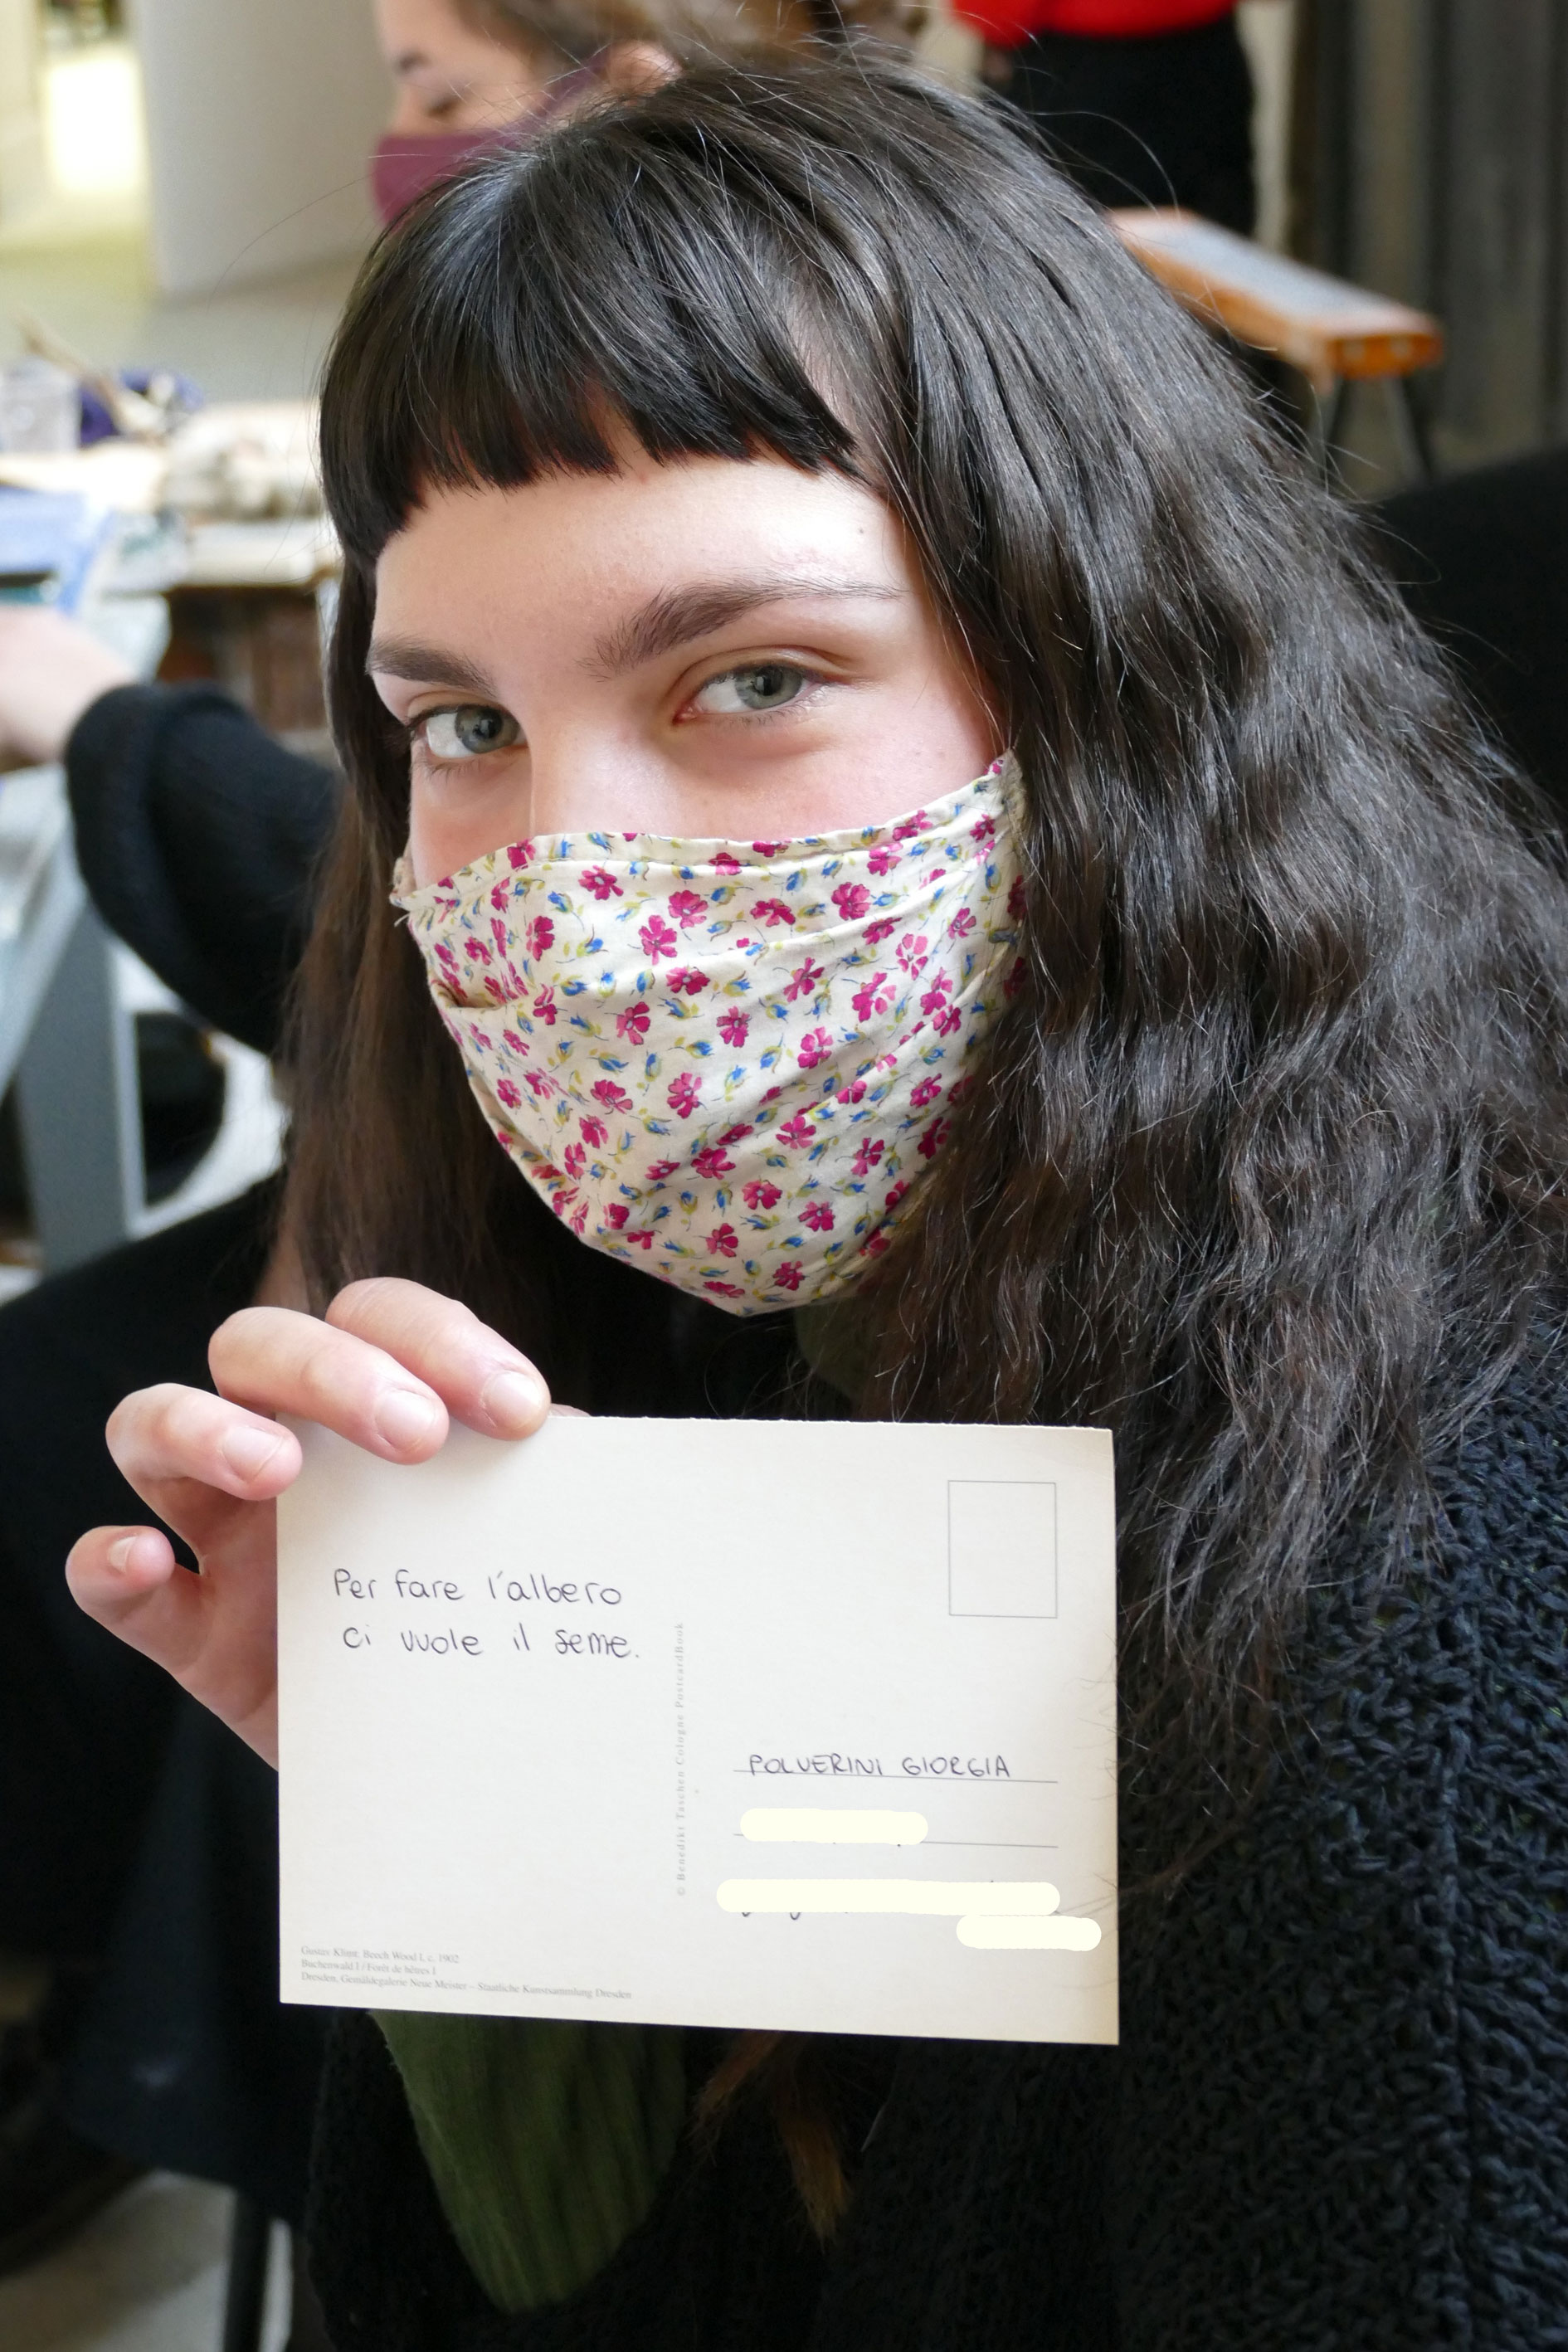 Per fare l'albero
ci vuole il seme.
© Benedikt Taschen Cologne PostcardBook
POLVERINI GIORGIA
Gustav Klimt. Beech Wood I, c. 1902
Buchenwald I / Forêt de hêtres I
Dresden, Gemäldegalerie Neue Meister – Staatliche Kunstsammlung Dresden